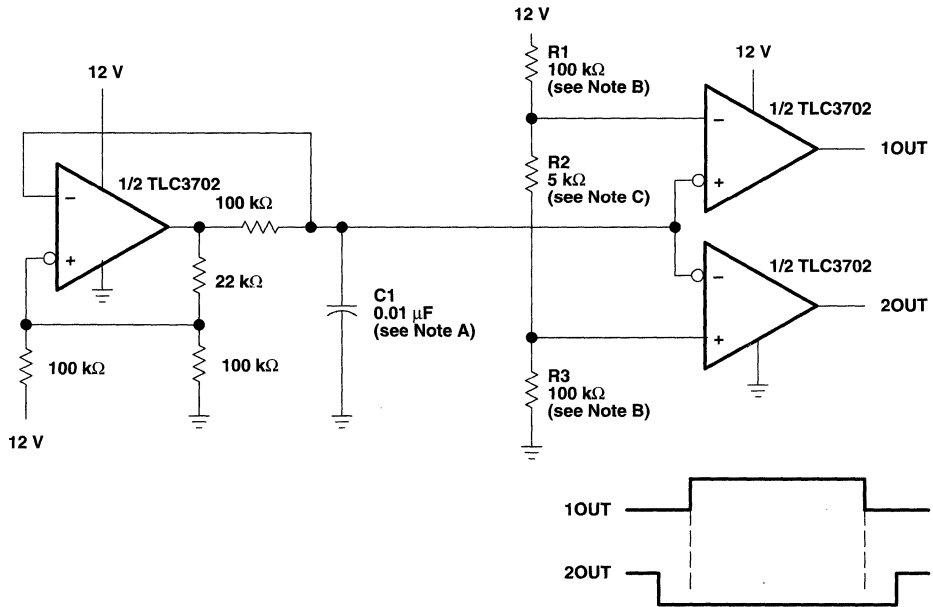 12 V
R1
100 kΩ
(see Note B)
12 V
1/2 TLC3702
12 V
−
1OUT
+
R2
5 kΩ
(see Note C)
1/2 TLC3702
−
100 kΩ
+
22 kΩ
C1
0.01 μF
(see Note A)
1/2 TLC3702
−
2OUT
+
100 kΩ
100 kΩ
12 V
R3
100 kΩ
(see Note B)
1OUT
2OUT